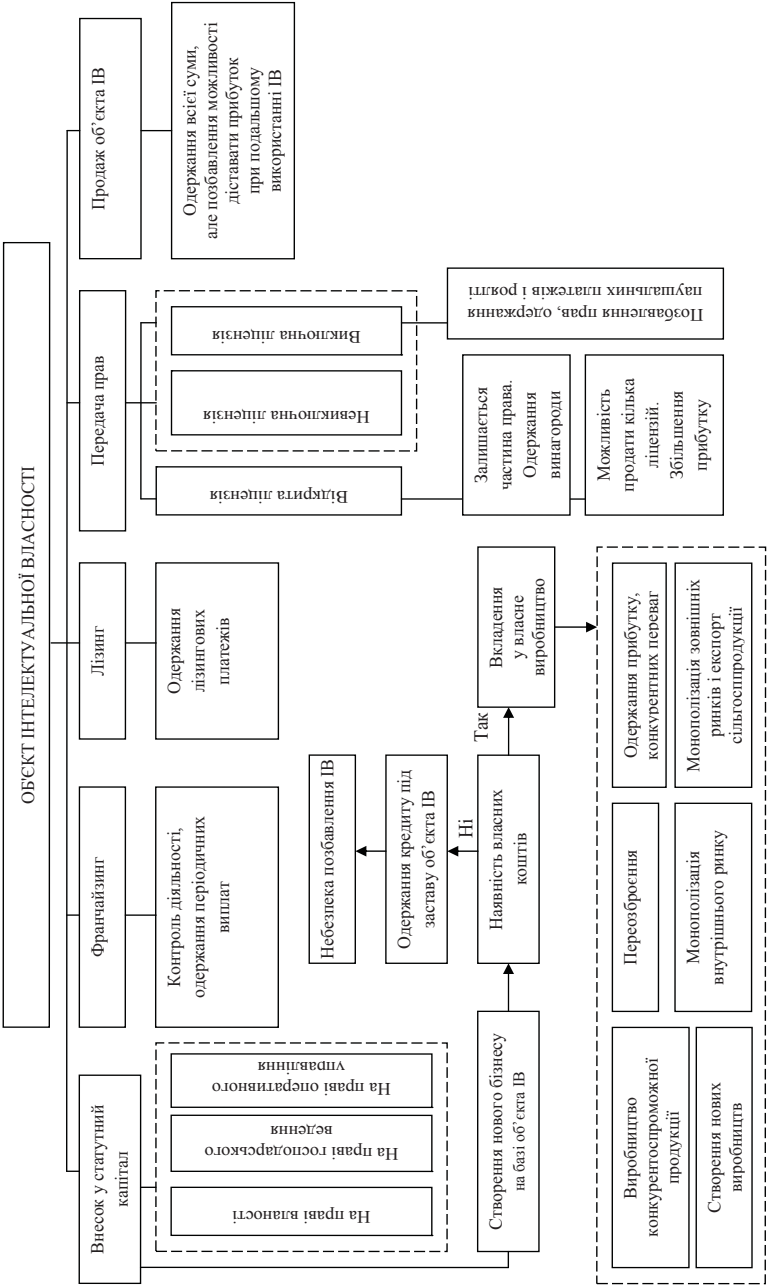 ОБ'ЄКТ ІНТЕЛЕКТУАЛЬНОЇ ВЛАСНОСТІ
Внесок у статутний
капітал
Франчайзинг
Лізинг
Передача прав
Продаж об’єкта ІВ
На праві вланості
На праві господарського
ведення
На праві оперативного
управління
Контроль діяльності,
одержання періодичних
виплат
Одержання
лізингових
платежів
Відкрита ліцензія
Невиключна ліцензія
Виключна ліцензія
Одержання всієї суми,
але позбавлення можливості
діставати прибуток
при подальшому
використанні ІВ
Залишається
частина права.
Одержання
винагороди
Можливість
продати кілька
ліцензій.
Збільшення
прибутку
Позбавлення прав, одержання
паушальних платежів і роялті
Небезпека позбавлення ІВ
Одержання кредиту під
заставу об’єкта ІВ
Ні
Створення нового бізнесу
на базі об’єкта ІВ
Наявність власних
коштів
Так
Вкладення
у власне
виробництво
Виробництво
конкурентоспроможної
продукції
Переозброєння
Одержання прибутку,
конкурентних переваг
Створення нових
виробництв
Монополізація
внутрішнього ринку
Монополізація зовнішніх
ринків і експорт
сільгосппродукції